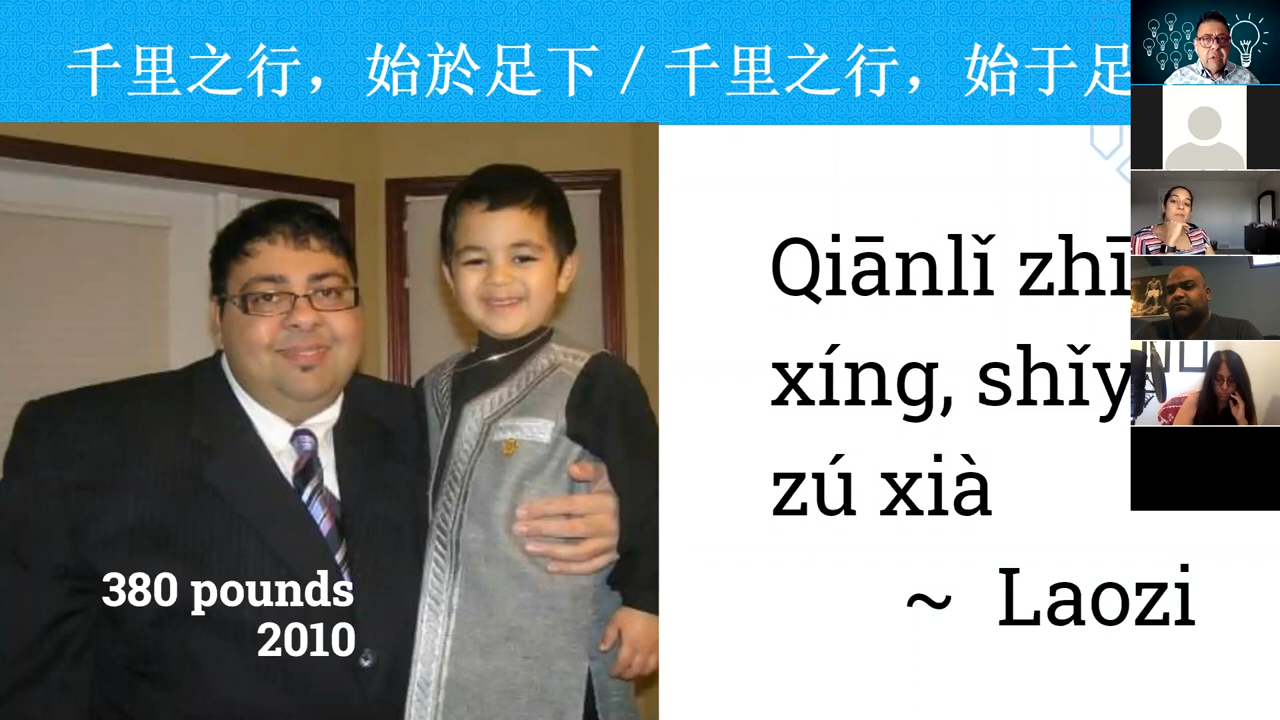 千里之行，始於足下 / 千里之行，始于足
Qiānlǐ zhī
xíng, shǐy
zú xià
~ Laozi
380 pounds
2010